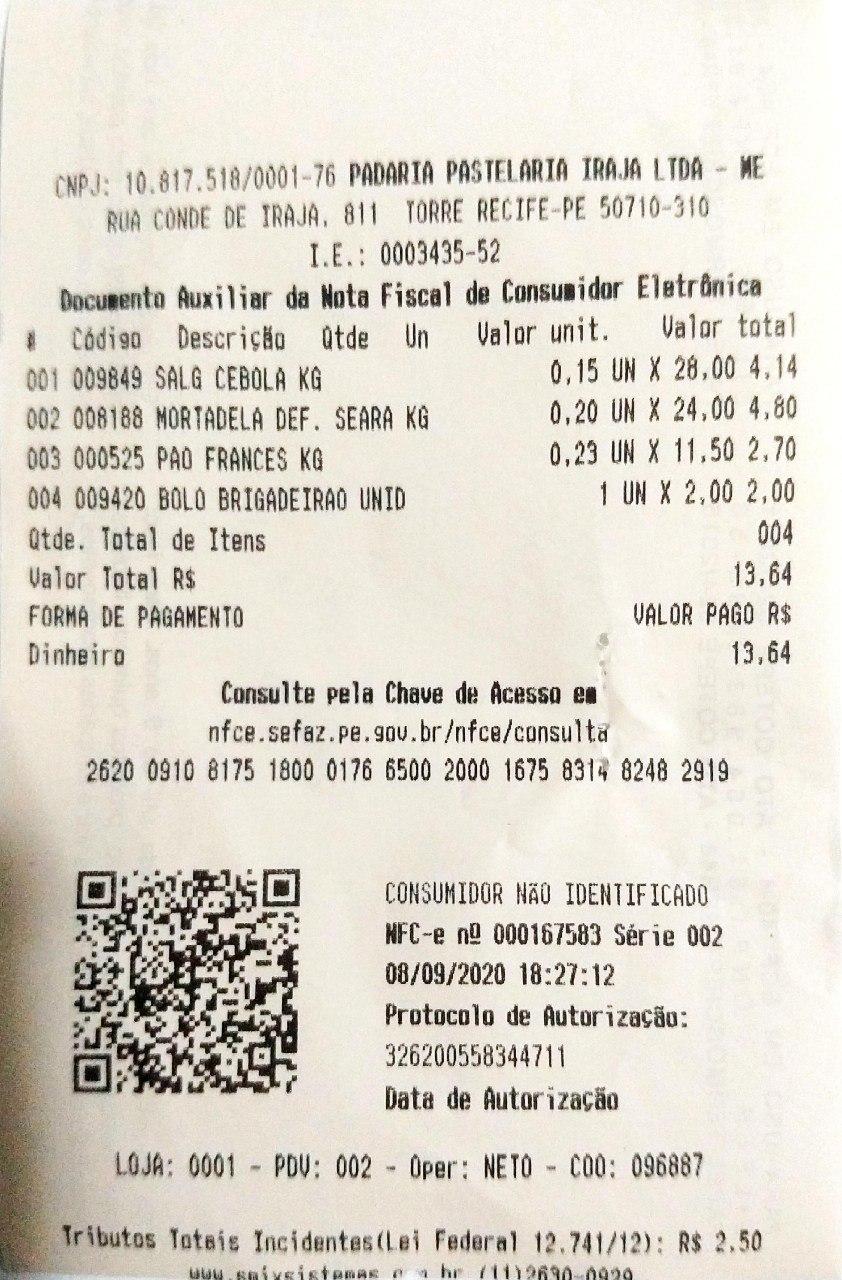 CNPJ: 10.817.518/0001-76 PADARIA PASTELARIA IRAJA LTDA - ME
RUA CONDE DE IRAJA, 811 TORRE RECIFE-PE 50710-310
I.E.: 0003435-52
Documento Auxiliar da Nota Fiscal de Consumidor Eletrônica
# Código Descrição Qtde Un Valor unit. Valor total
001 009849 SALG CEBOLA KG 0,15 UN X 28,00 4,14
002 008188 MORTADELA DEF. SEARA KG 0,20 UN X 24,00 4,80
003 000525 PAO FRANCES KG 0,23 UN X 11,50 2,70
004 009420 BOLO BRIGADEIRAO UNID 1 UN X 2,00 2,00
Qtde. Total de Itens 004
Valor Total R$ 13,64
FORMA DE PAGAMENTO VALOR PAGO R$
Dinheiro 13,64
Consulte pela Chave de Acesso em
nfce.sefaz.pe.gov.br/nfce/consulta
2620 0910 8175 1800 0176 6500 2000 1675 8314 8248 2919
CONSUMIDOR NãO IDENTIFICADO
NFC-e nº 000167583 Série 002
08/09/2020 18:27:12
Protocolo de Autorização:
326200558344711
Data de Autorização
LOJA: 0001 - PDV: 002 - Oper: NETO - COO: 096887
Tributos Totais Incidentes(Lei Federal 12.741/12): R$ 2.50
(11)2630-0929